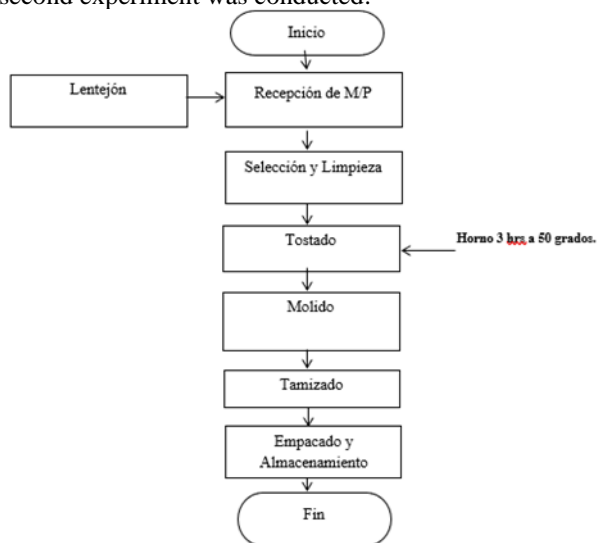 second experiment was conducted.
Inicio
Lentejón
Recepción de M/P
Selección y Limpieza
Tostado
Horno 3 hrs a 50 grados.
Molido
Tamizado
Empacado y
Almacenamiento
Fin